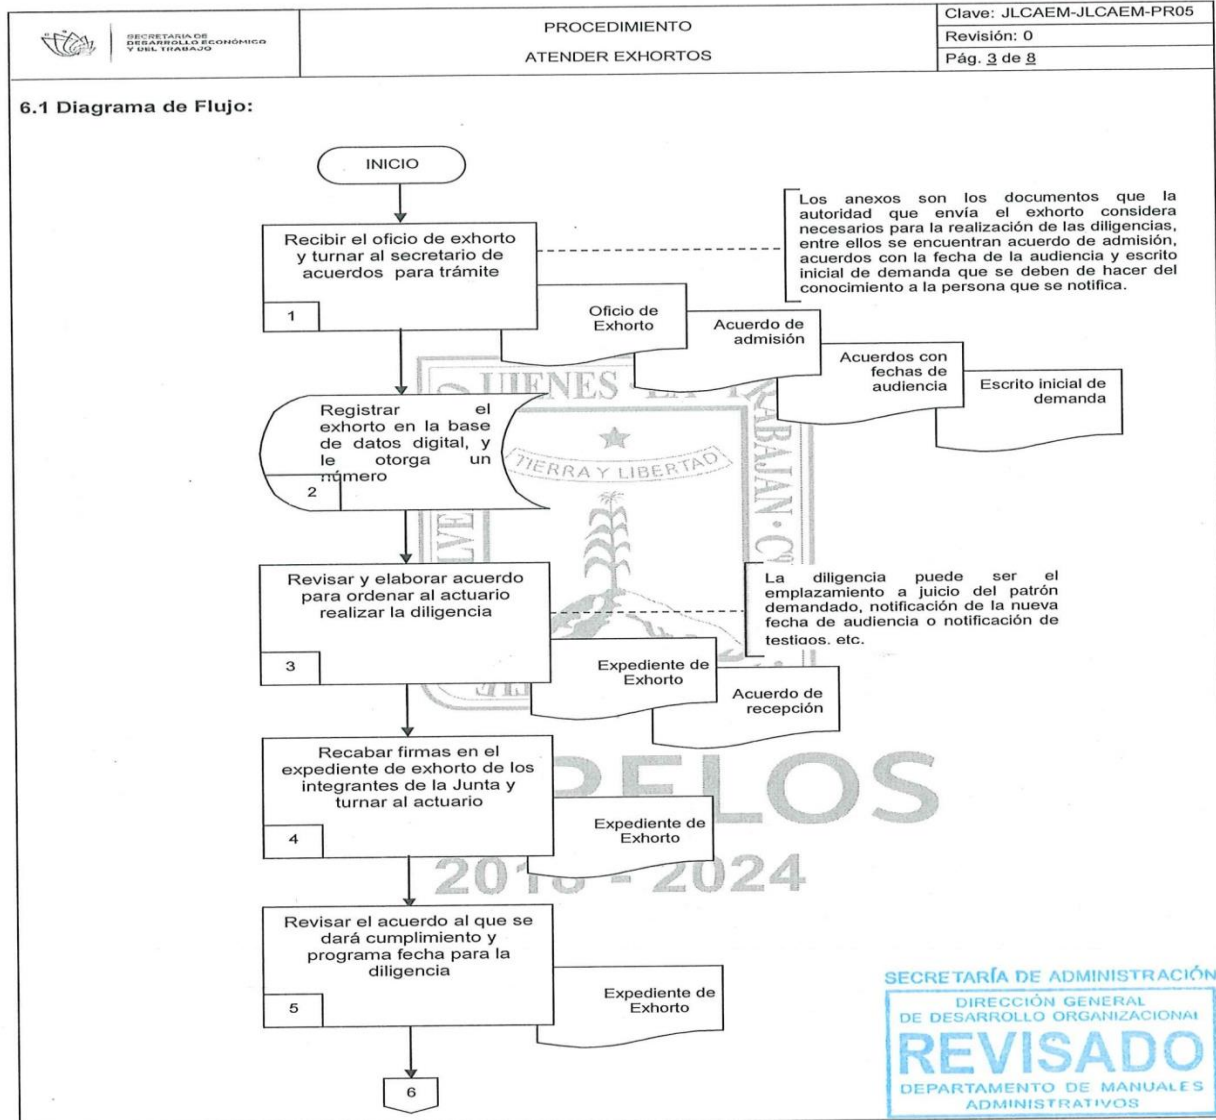 SECRETARÍA DE
DESARROLLO ECONÓMICO
Y DEL TRABAJO
PROCEDIMIENTO
ATENDER EXHORTOS
Clave: JLCAEM-JLCAEM-PR05
Revisión: 0
Pág. 3 de 8
6.1 Diagrama de Flujo:
INICIO
Recibir el oficio de exhorto
y turnar al secretario de
acuerdos para trámite
1
Los anexos son los documentos que la
autoridad que envía el exhorto considera
necesarios para la realización de las diligencias,
entre ellos se encuentran acuerdo de admisión,
acuerdos con la fecha de la audiencia y escrito
inicial de demanda que se deben de hacer del
conocimiento a la persona que se notifica.
Oficio de
Exhorto
Acuerdo de
admisión
Acuerdos con
fechas de
audiencia
Escrito inicial de
demanda
Registrar el
exhorto en la base
de datos digital, y
le otorga un
número
2
TIERRA Y LIBERTAD
Revisar y elaborar acuerdo
para ordenar al actuario
realizar la diligencia
3
La diligencia puede ser el
emplazamiento a juicio del patrón
demandado, notificación de la nueva
fecha de audiencia o notificación de
testigos, etc.
Expediente de
Exhorto
Acuerdo de
recepción
Recabar firmas en el
expediente de exhorto de los
integrantes de la Junta y
turnar al actuario
4
Expediente de
Exhorto
2018 - 2024
Revisar el acuerdo al que se
dará cumplimiento y
programa fecha para la
diligencia
5
Expediente de
Exhorto
6
SECRETARÍA DE ADMINISTRACIÓN
DIRECCIÓN GENERAL
DE DESARROLLO ORGANIZACIONAL
REVISADO
DEPARTAMENTO DE MANUALES
ADMINISTRATIVOS